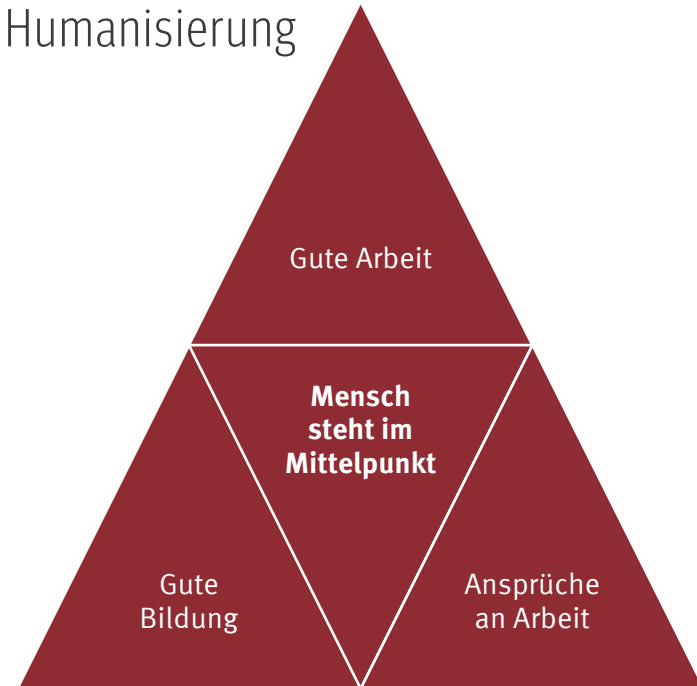 Humanisierung
Gute Arbeit
Mensch
steht im
Mittelpunkt
Gute
Bildung
Ansprüche
an Arbeit